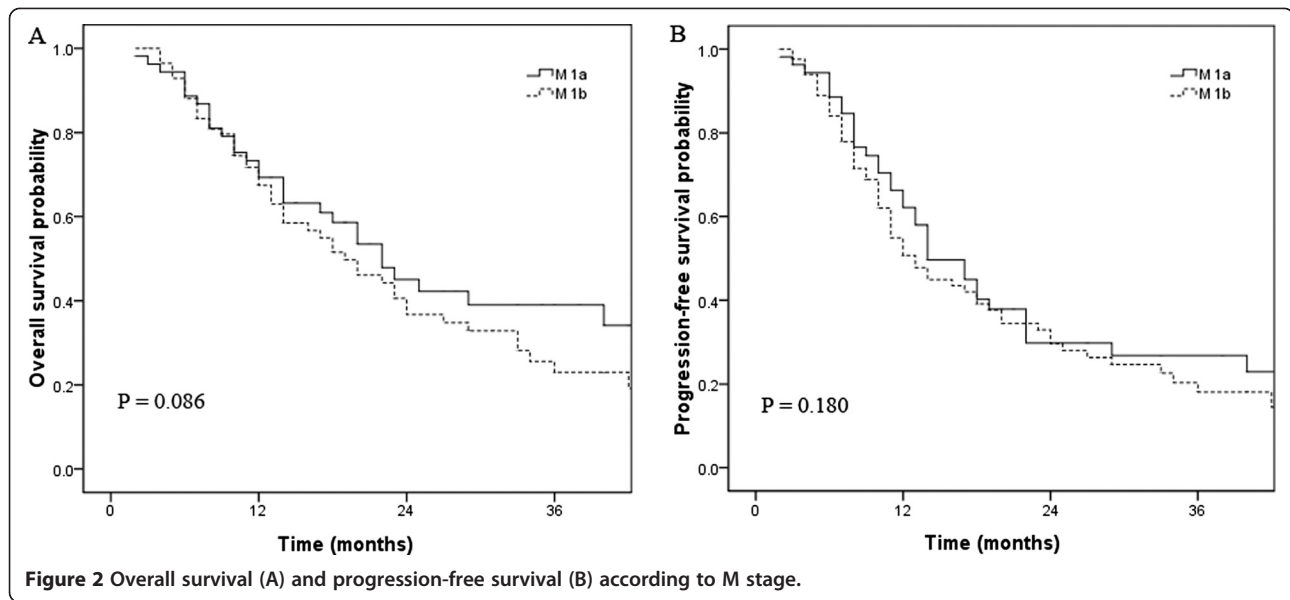 A
Overall survival probability
1.0
0.8
0.6
0.4
0.2
0.0
M 1a
M 1b
P = 0.086
0
12
24
36
Time (months)
B
Progression-free survival probability
1.0
0.8
0.6
0.4
0.2
0.0
M 1a
M 1b
P = 0.180
0
12
24
36
Time (months)
Figure 2 Overall survival (A) and progression-free survival (B) according to M stage.